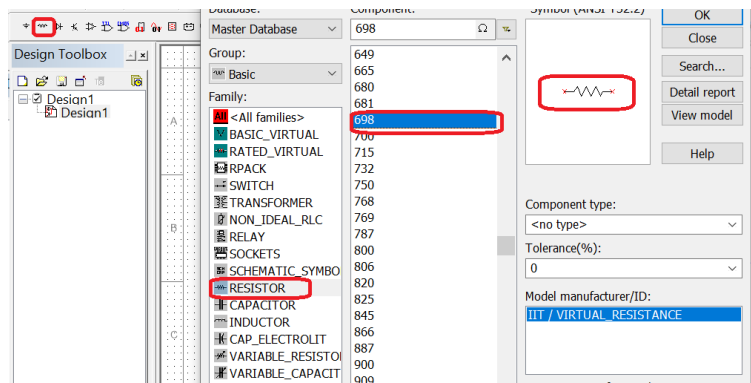 Database:
Component:
Symbol (ANSI Y32.2)
Master Database
698
Ω
OK
Close
Search...
Detail report
View model
Help
Design Toolbox
Design1
Design1
A
B
C
Group:
Basic
Family:
All <All families>
BASIC_VIRTUAL
RATED_VIRTUAL
RPACK
SWITCH
TRANSFORMER
NON_IDEAL_RLC
RELAY
SOCKETS
SCHEMATIC_SYMBO
RESISTOR
CAPACITOR
INDUCTOR
CAP_ELECTROLIT
VARIABLE_RESISTO
VARIABLE_CAPACIT
649
665
680
681
698
700
715
732
750
768
769
787
800
806
820
825
845
866
887
900
909
Component type:
<no type>
Tolerance(%):
0
Model manufacturer/ID:
IIT / VIRTUAL_RESISTANCE